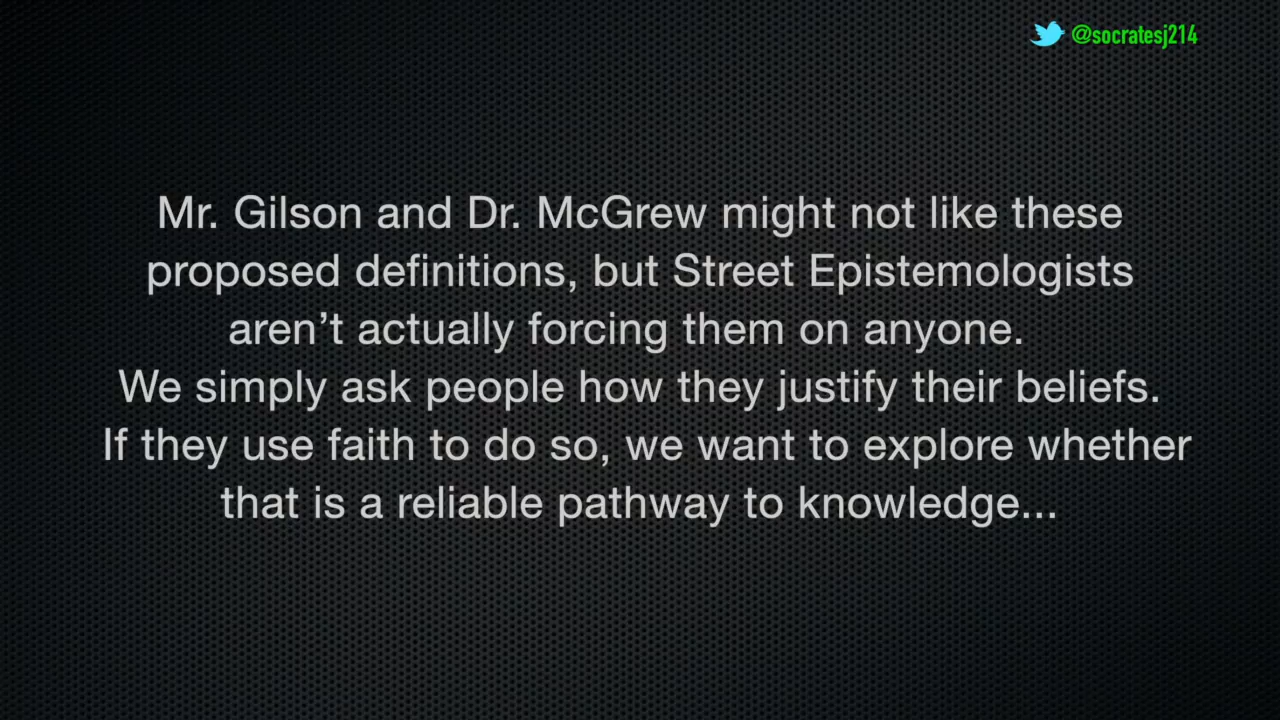 @socratesj214
Mr. Gilson and Dr. McGrew might not like these
proposed definitions, but Street Epistemologists
aren’t actually forcing them on anyone.
We simply ask people how they justify their beliefs.
If they use faith to do so, we want to explore whether
that is a reliable pathway to knowledge...